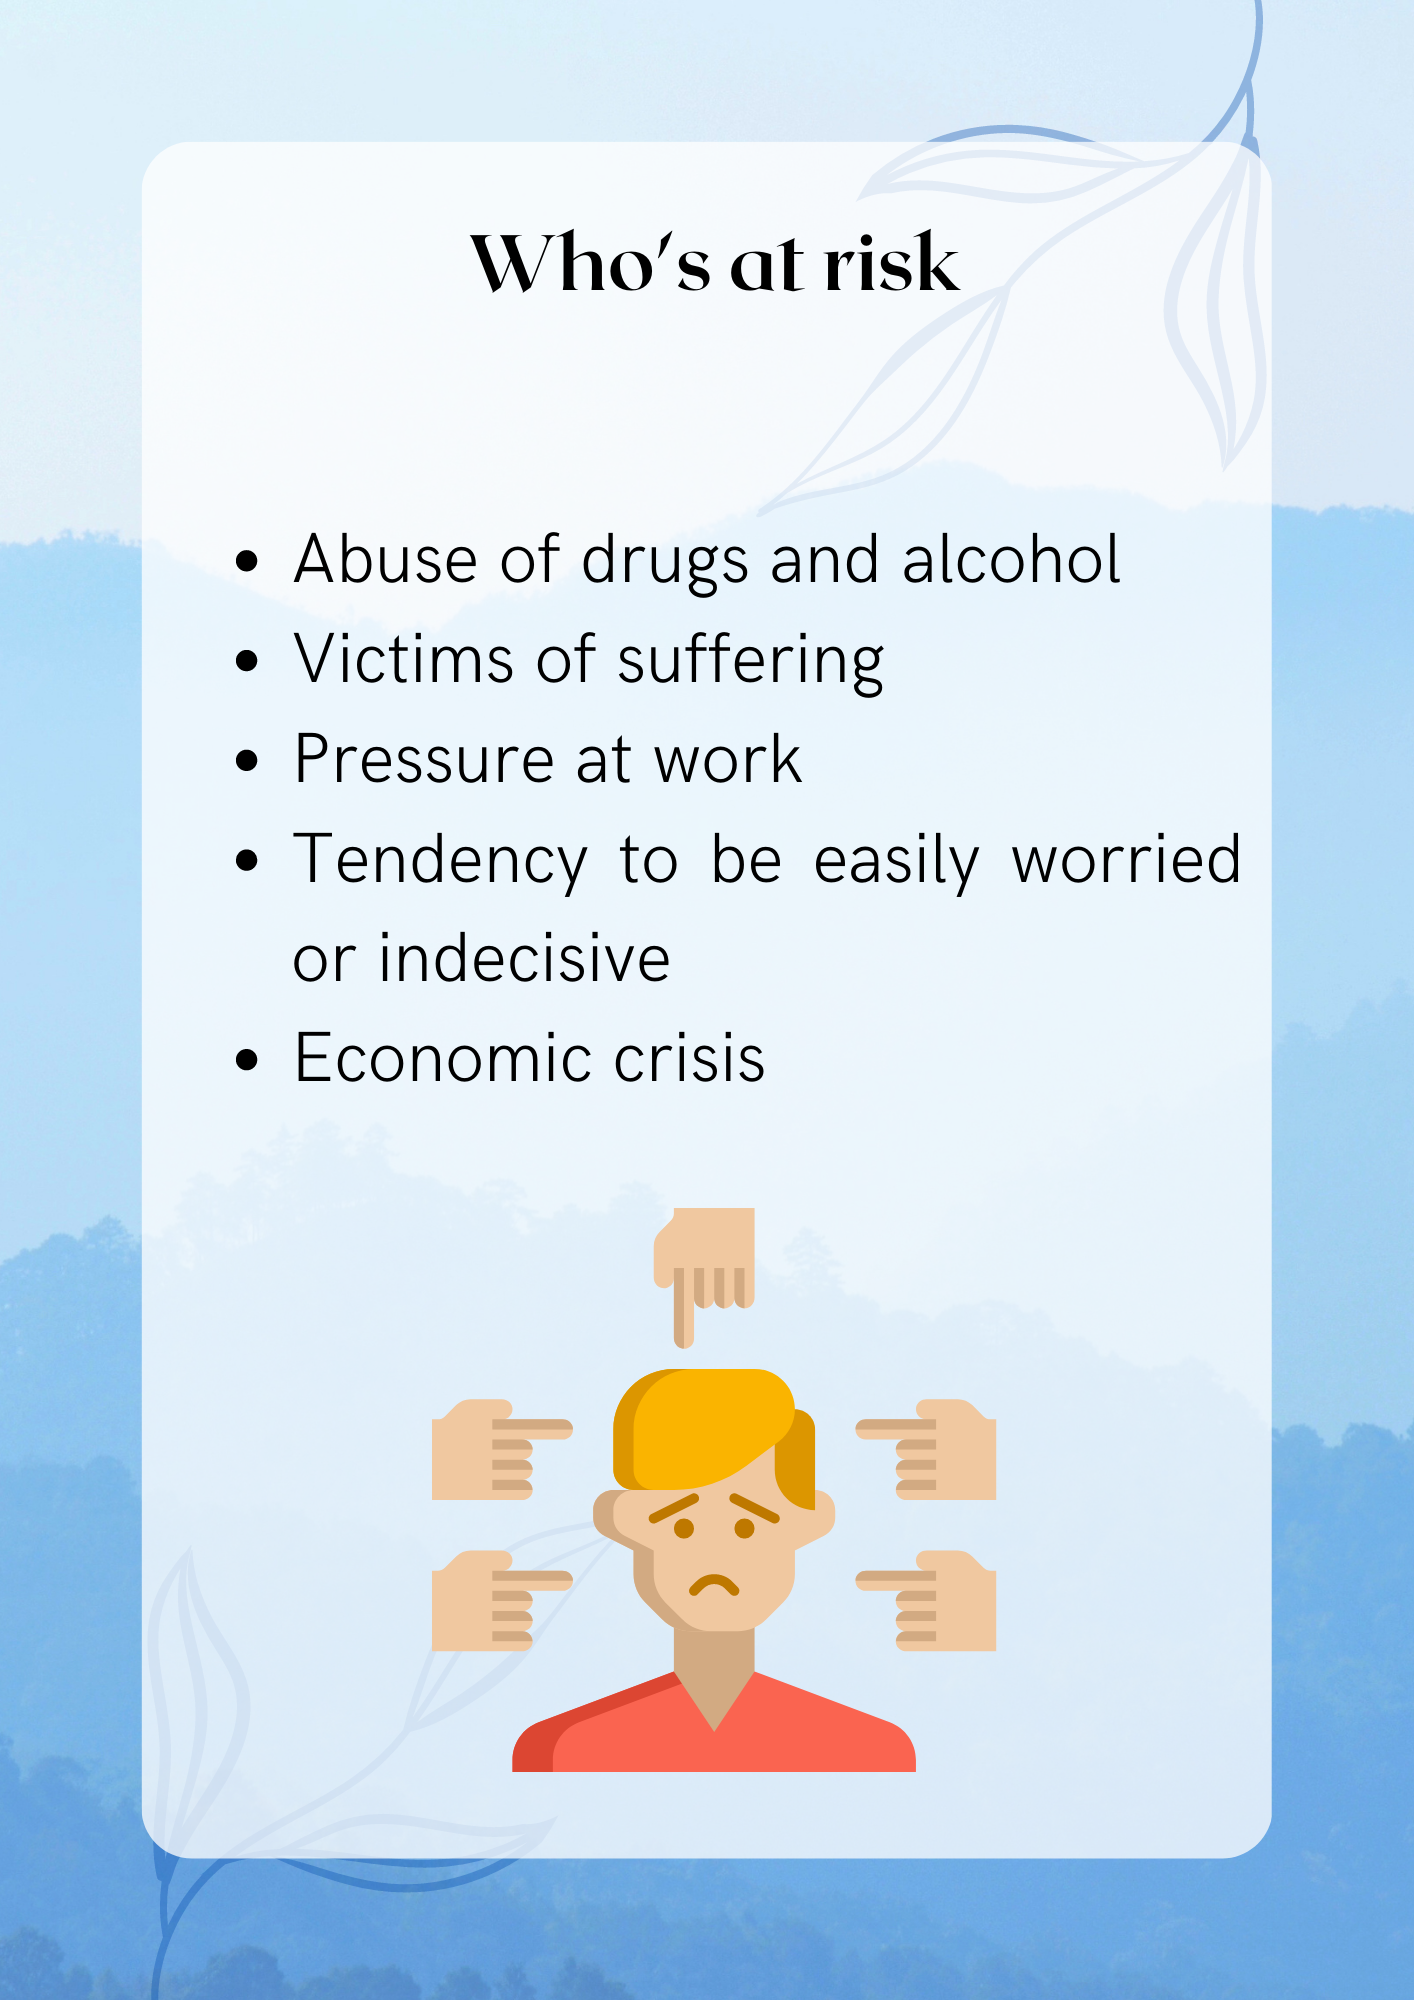 Who's at risk
• Abuse of drugs and alcohol
• Victims of suffering
• Pressure at work
• Tendency to be easily worried
or indecisive
• Economic crisis